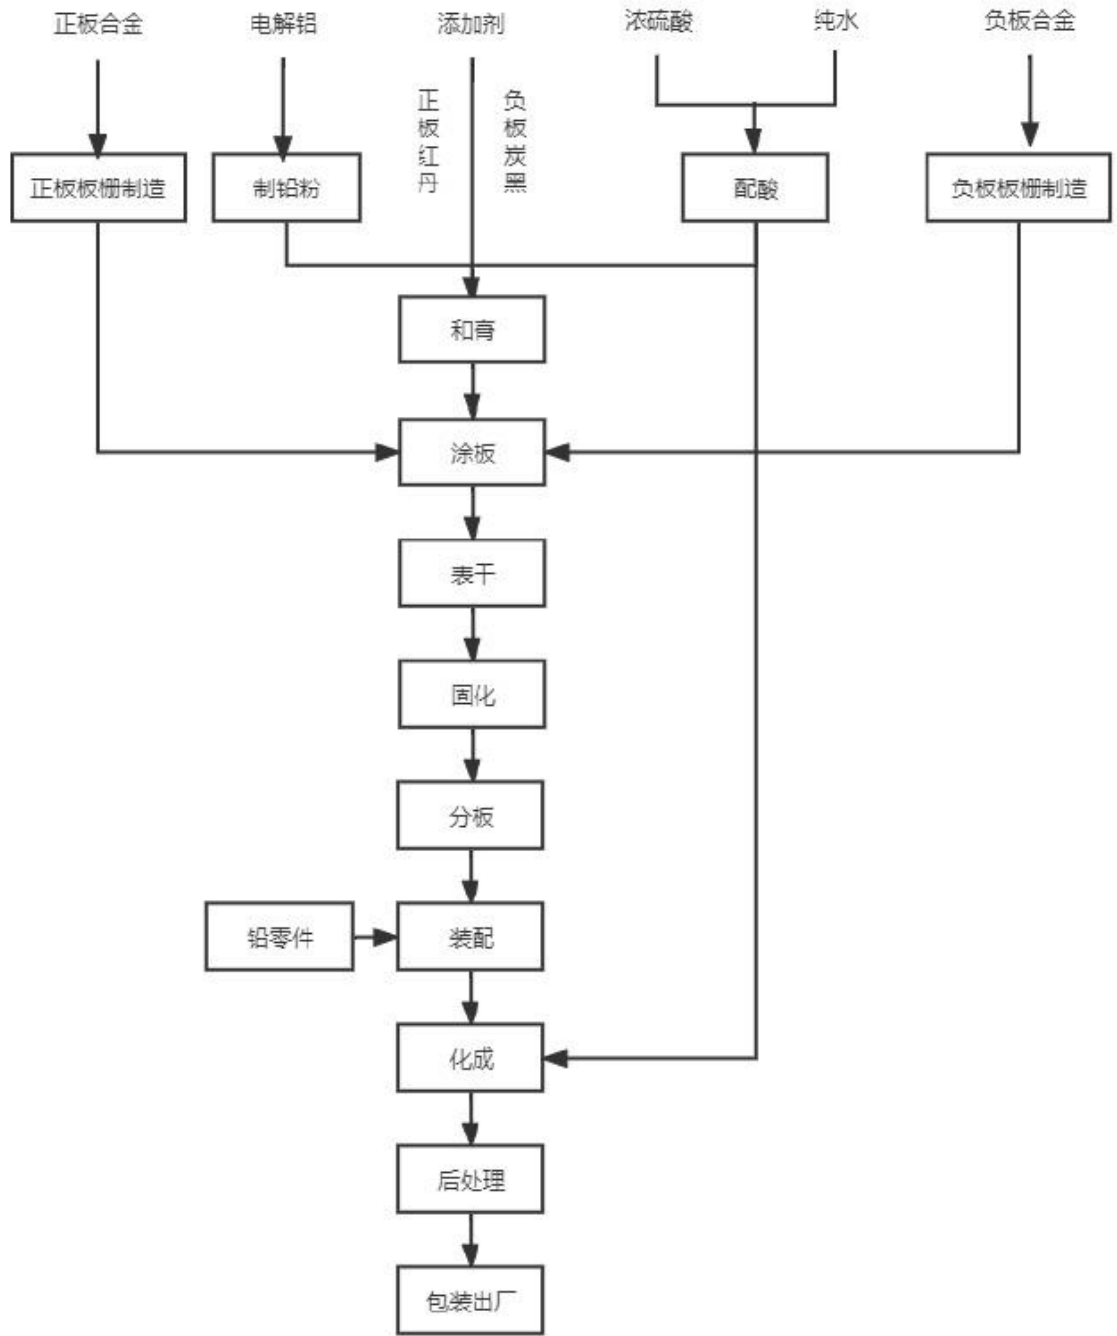 正板合金
电解铝
添加剂
浓硫酸
纯水
负板合金
正板红丹
负板炭黑
正板板栅制造
制铅粉
配酸
负板板栅制造
和膏
涂板
表干
固化
分板
铅零件
装配
化成
后处理
包装出厂